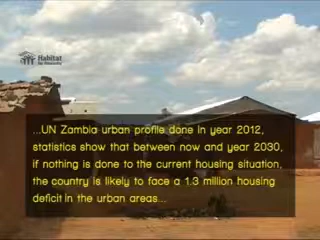 Habitat
for Humanity
...UN Zambia urban profile done in year 2012,
statistics show that between now and year 2030,
if nothing is done to the current housing situation,
the country is likely to face a 1.3 million housing
deficit in the urban areas...